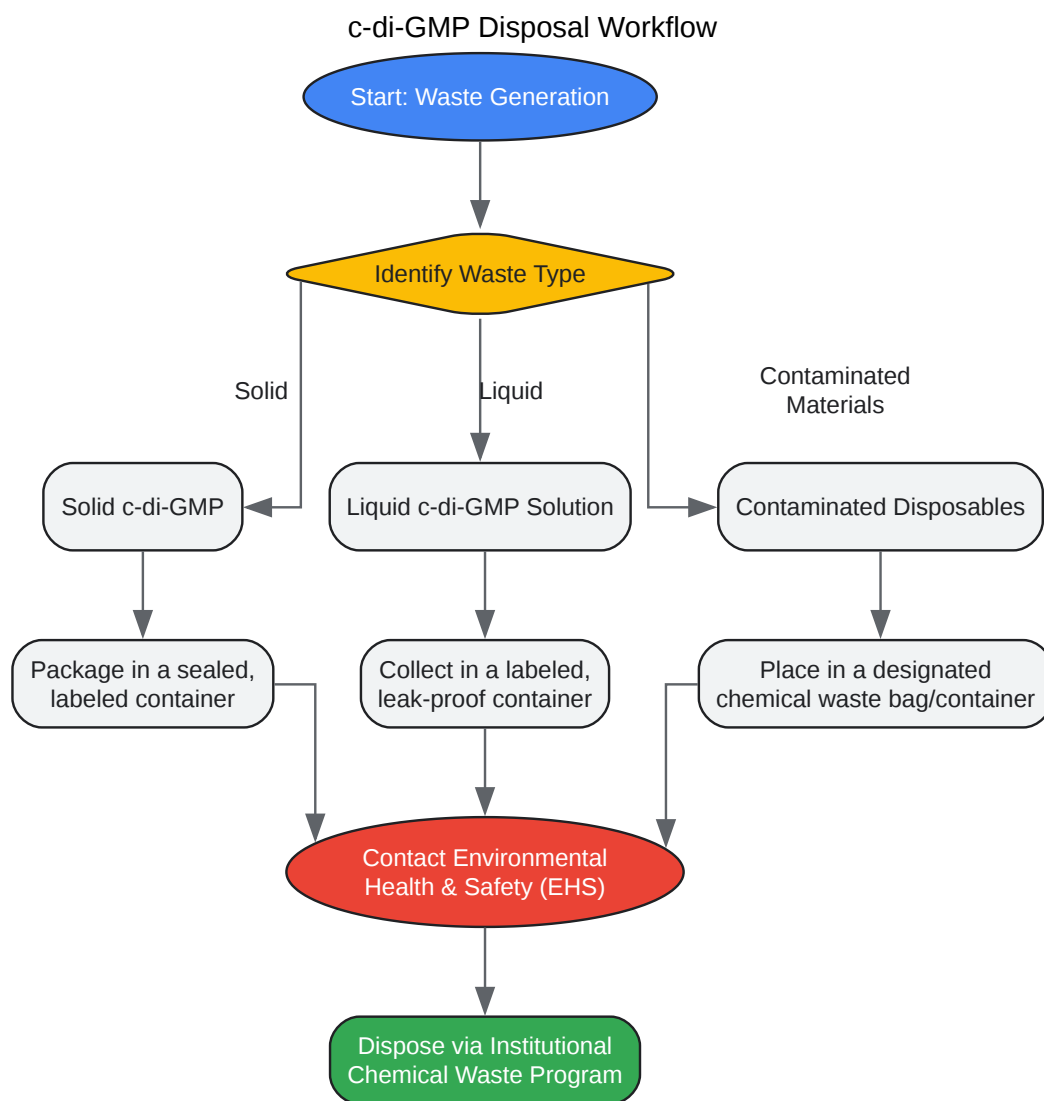 c-di-GMP Disposal Workflow
Start: Waste Generation
Identify Waste Type
Solid
Liquid
Contaminated
Materials
Solid c-di-GMP
Liquid c-di-GMP Solution
Contaminated Disposables
Package in a sealed,
labeled container
Collect in a labeled,
leak-proof container
Place in a designated
chemical waste bag/container
Contact Environmental
Health & Safety (EHS)
Dispose via Institutional
Chemical Waste Program